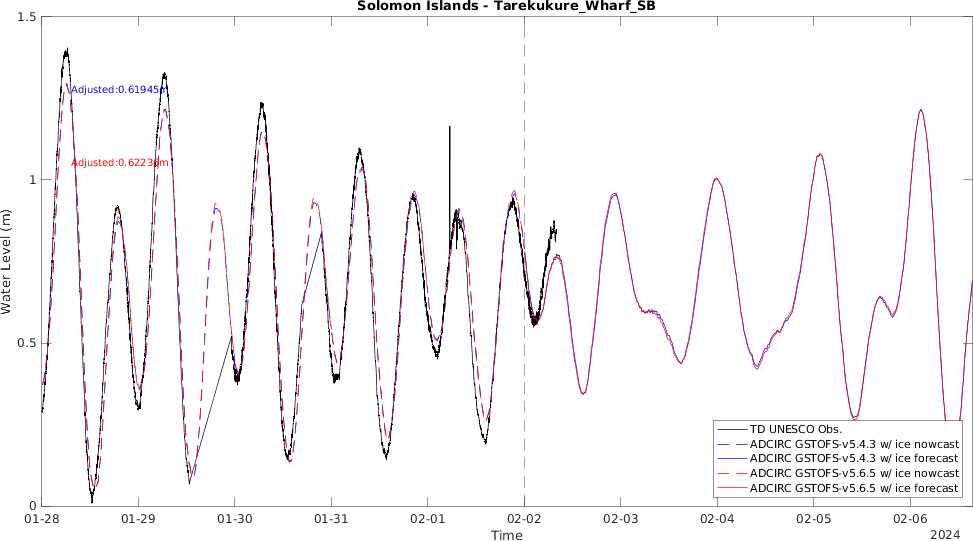 Solomon Islands - Tarekukure_Wharf_SB
1.5
1
0.5
0
Water Level (m)
Adjusted:0.61945m
Adjusted:0.62236m
TD UNESCO Obs.
ADCIRC GSTOFS-v5.4.3 w/ ice nowcast
ADCIRC GSTOFS-v5.4.3 w/ ice forecast
ADCIRC GSTOFS-v5.6.5 w/ ice nowcast
ADCIRC GSTOFS-v5.6.5 w/ ice forecast
01-28 01-29 01-30 01-31 02-01 02-02 02-03 02-04 02-05 02-06
Time
2024